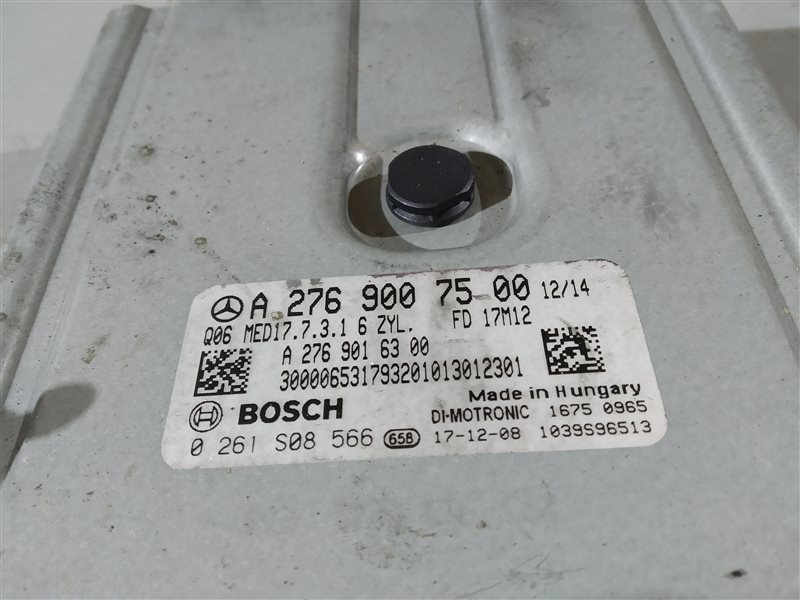 A 276 900 75 00 12/14
Q06 MED17.7.3.1 6 ZYL. FD 17M12
A 276 901 63 00
300006531793201013012301
Made in Hungary
BOSCH DI-MOTRONIC 1675 0965
0 261 S08 566 658 17-12-08 1039S96513